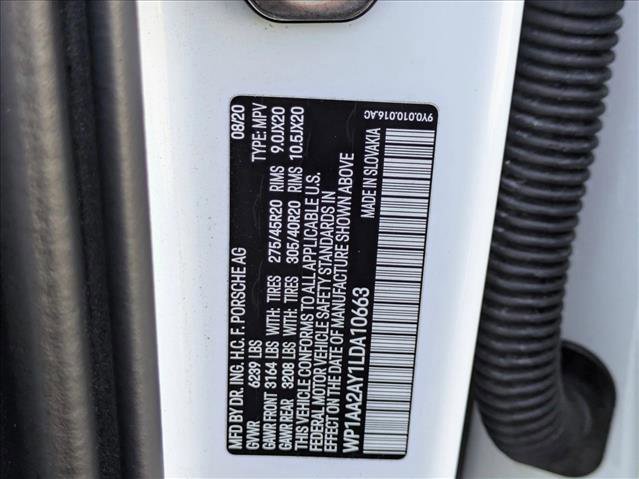 MFD BY DR. ING. H.C. F. PORSCHE AG 08/20
GVWR 6239 LBS TYPE: MPV
GAWR FRONT 3164 LBS WITH: TIRES 275/45R20 RIMS 9.0JX20
GAWR REAR 3208 LBS WITH: TIRES 305/40R20 RIMS 10.5JX20
THIS VEHICLE CONFORMS TO ALL APPLICABLE U.S.
FEDERAL MOTOR VEHICLE SAFETY STANDARDS IN
EFFECT ON THE DATE OF MANUFACTURE SHOWN ABOVE
WP1AA2AY1LDA10663 MADE IN SLOVAKIA
9Y0.010.016.AC